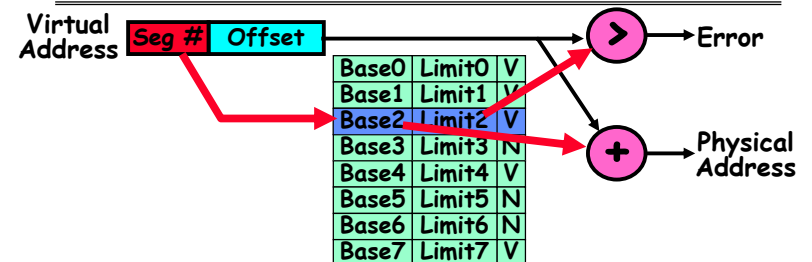 Virtual
Address
Seg # Offset
> Error
Base0 Limit0 V
Base1 Limit1 V
Base2 Limit2 V
Base3 Limit3 N
Base4 Limit4 V
Base5 Limit5 N
Base6 Limit6 N
Base7 Limit7 V
+ Physical
Address